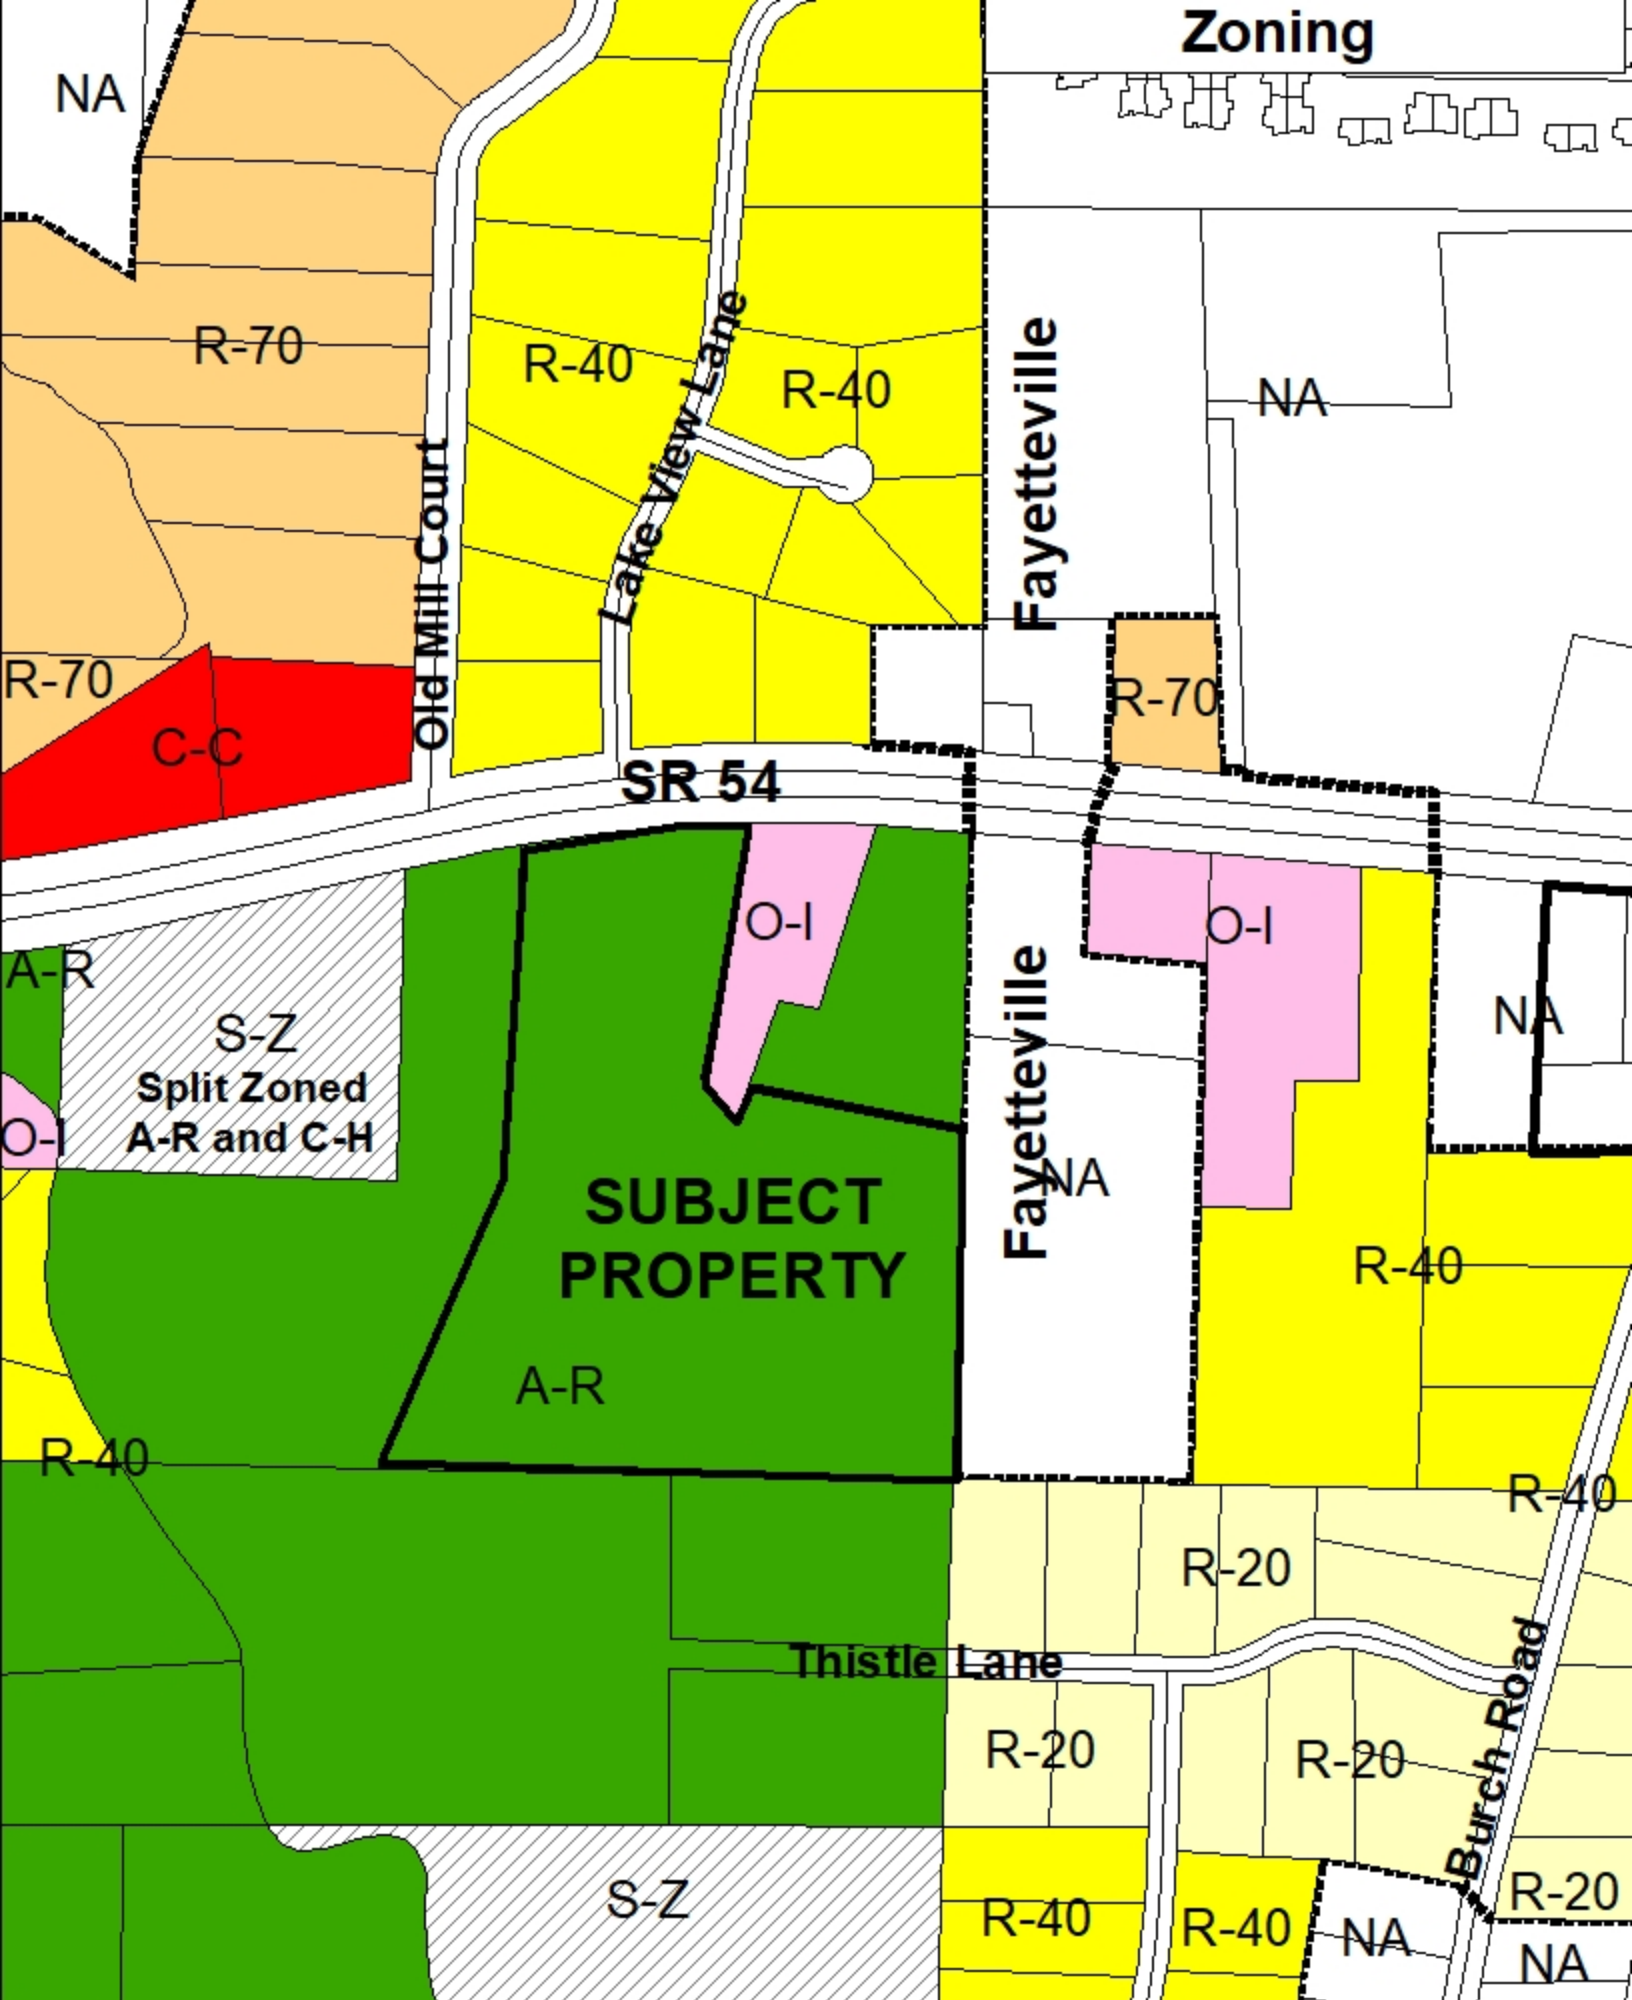 Zoning
NA
R-70
R-40
R-40
NA
Fayetteville
Lake View Lane
Old Mill Court
R-70
R-70
C-C
SR 54
O-I
O-I
A-R
S-Z
Split Zoned
A-R and C-H
O-I
NA
Fayetteville
NA
SUBJECT
PROPERTY
R-40
A-R
R-40
R-40
R-20
Thistle Lane
Burch Road
R-20
R-20
S-Z
R-40
R-40
NA
R-20
NA